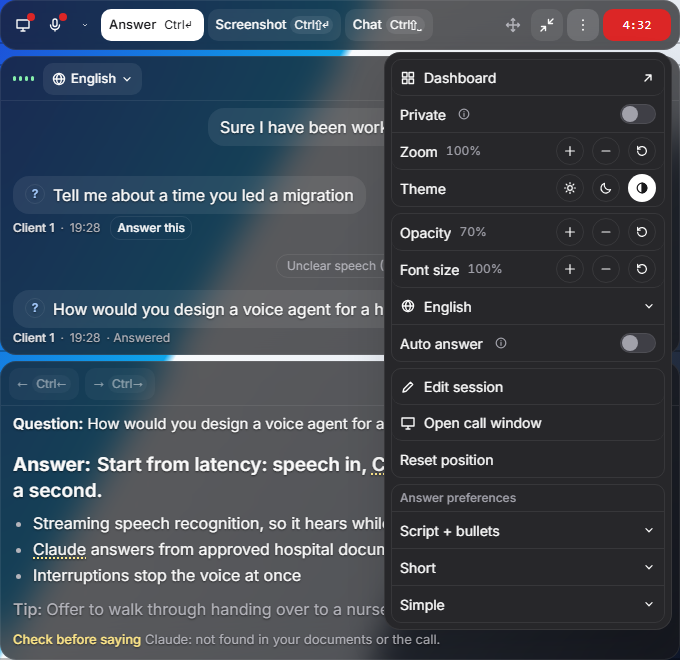 Answer Ctrl↵ Screenshot Ctrl⇧↵ Chat Ctrl⇧_ 4:32
English
Sure I have been work
? Tell me about a time you led a migration
Client 1 · 19:28 Answer this
Unclear speech (
? How would you design a voice agent for a h
Client 1 · 19:28 · Answered
← Ctrl← → Ctrl→
Question: How would you design a voice agent for a
Answer: Start from latency: speech in, C
a second.
• Streaming speech recognition, so it hears while
• Claude answers from approved hospital docum
• Interruptions stop the voice at once
Tip: Offer to walk through handing over to a nurse
Check before saying Claude: not found in your documents or the call.
Dashboard
Private
Zoom 100%
Theme
Opacity 70%
Font size 100%
English
Auto answer
Edit session
Open call window
Reset position
Answer preferences
Script + bullets
Short
Simple